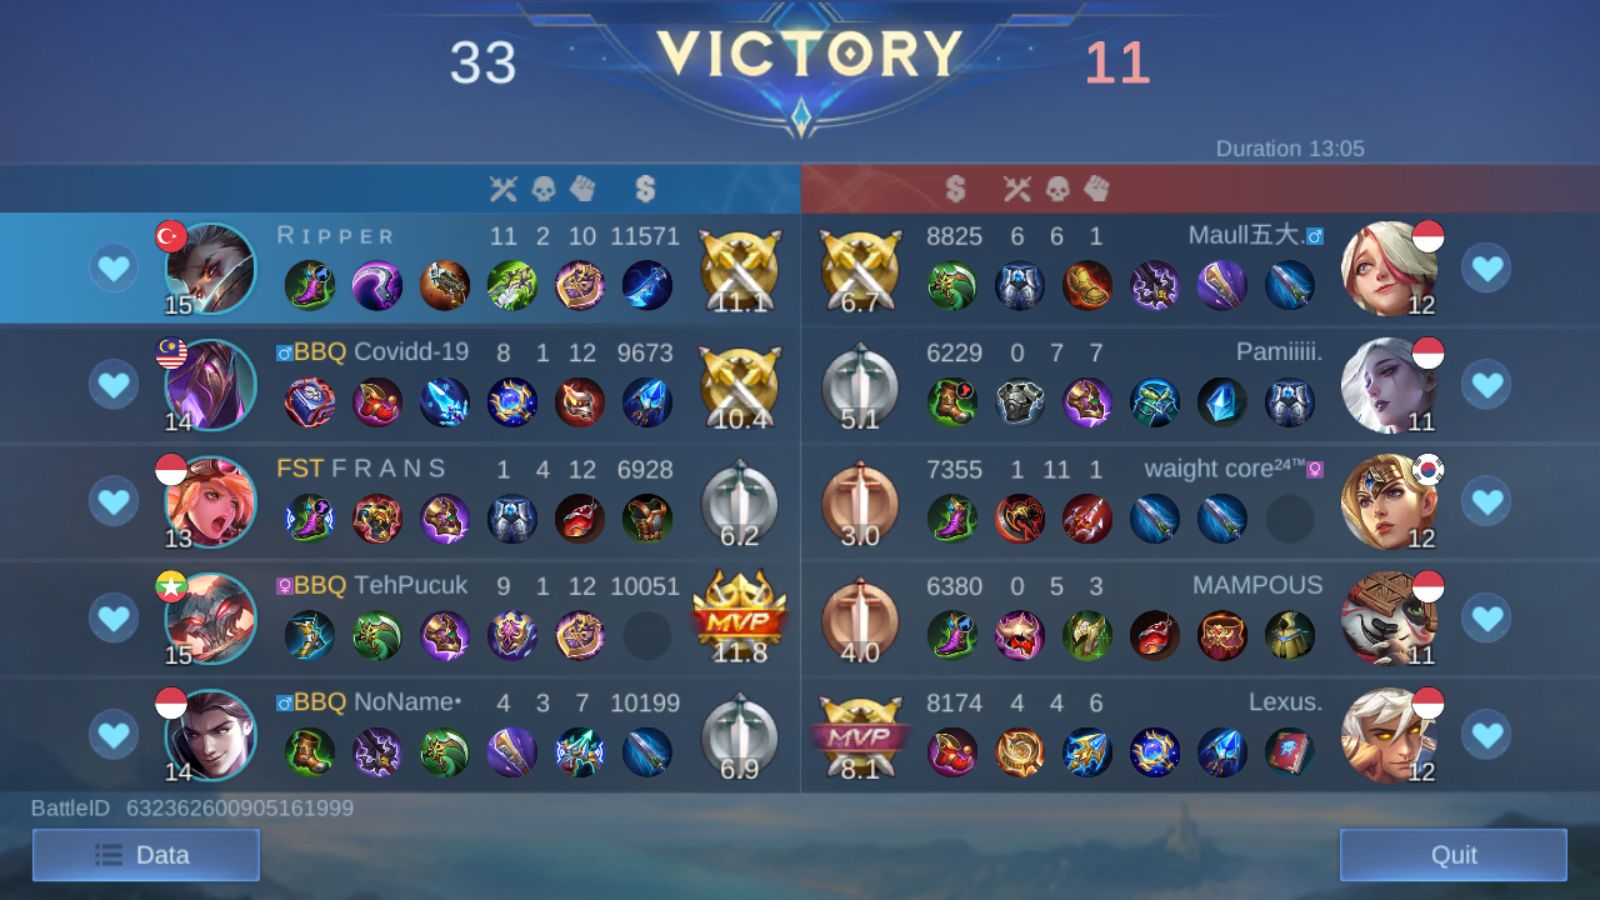 33 VICTORY 11
Duration 13:05
Rɪᴘᴘᴇʀ 11 2 10 11571
15 11.1
8825 6 6 1 Maull五大.♂
6.7 12
♂BBQ Covidd-19 8 1 12 9673
14 10.4
6229 0 7 7 Pamiiiii.
5.1 11
FST F R A N S 1 4 12 6928
13 6.2
7355 1 11 1 waight core²⁴™♀
3.0 12
♀BBQ TehPucuk 9 1 12 10051
MVP
15 11.8
6380 0 5 3 MAMPOUS
4.0 11
♂BBQ NoName• 4 3 7 10199
14 6.9
8174 4 4 6 Lexus.
MVP
8.1 12
BattleID 632362600905161999
Data
Quit